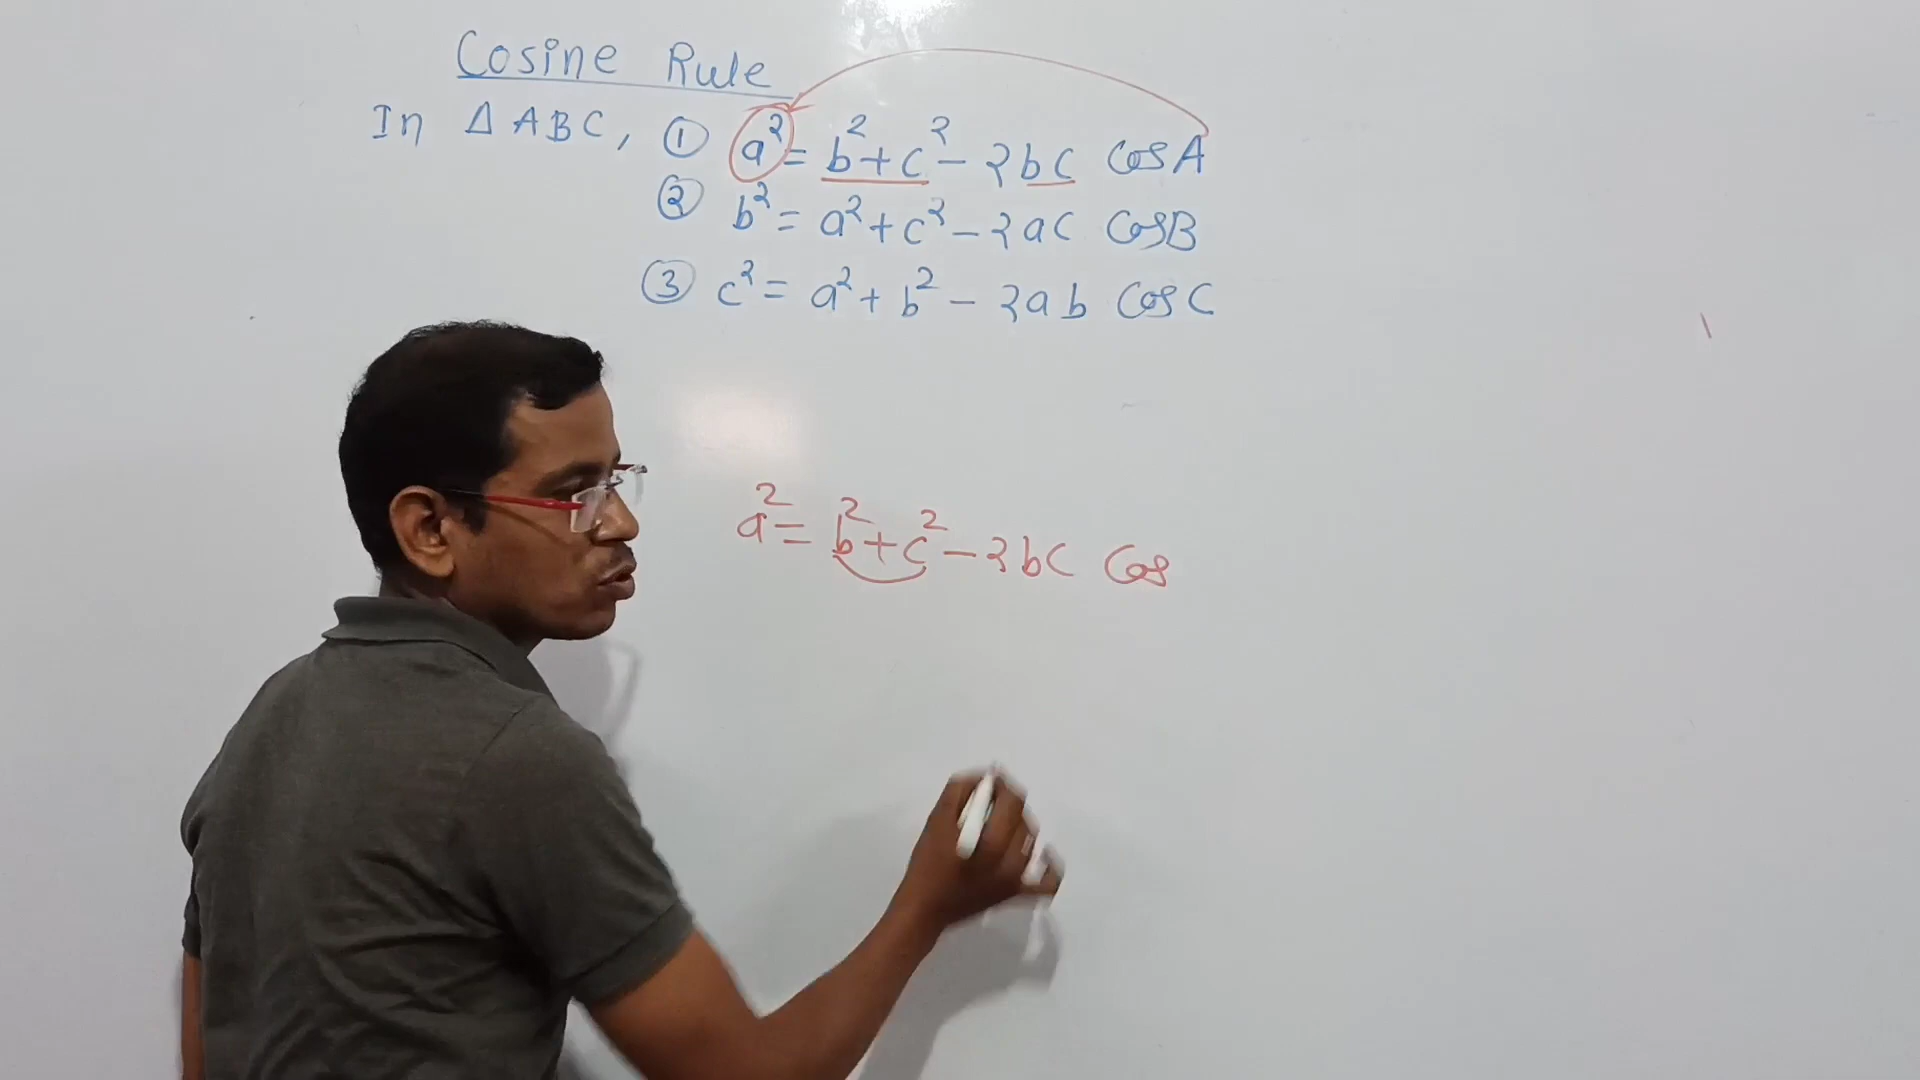 Cosine Rule
In Δ ABC, ① a² = b² + c² - 2bc cosA
② b² = a² + c² - 2ac cosB
③ c² = a² + b² - 2ab cosC
a² = b² + c² - 2bc cos